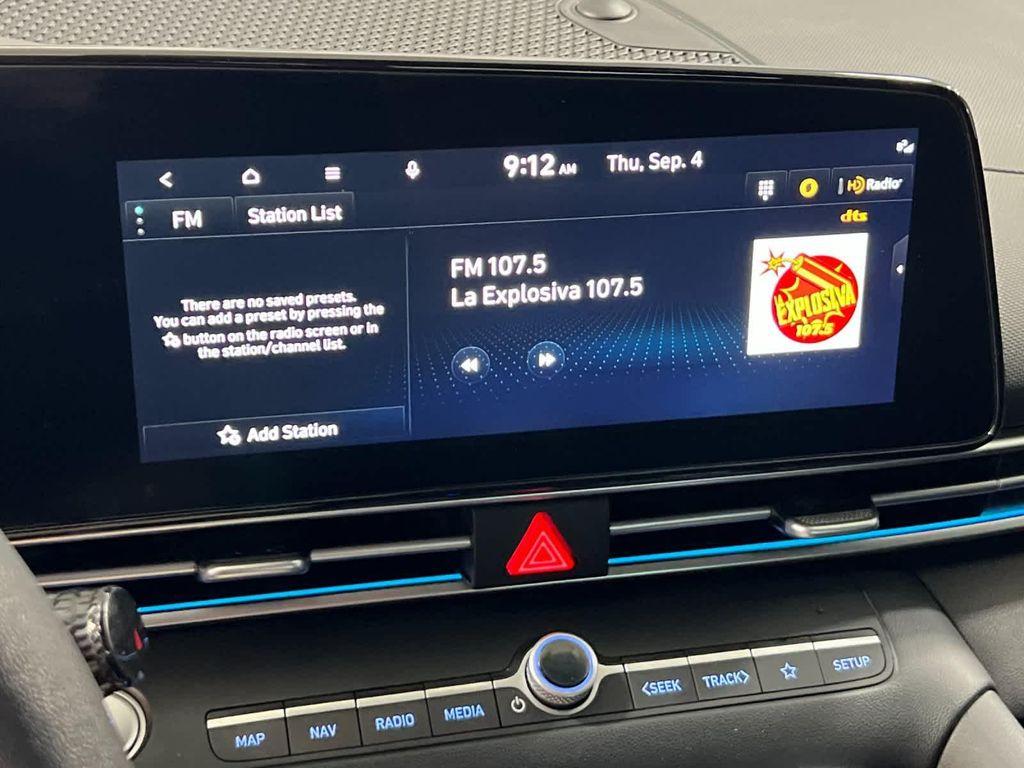 9:12 AM
Thu, Sep. 4
FM
Station List
HD Radio
dts
There are no saved presets.
You can add a preset by pressing the
button on the radio screen or in
the station/channel list.
Add Station
FM 107.5
La Explosiva 107.5
LA
EXPLOSIVA
107.5
MAP
NAV
RADIO
MEDIA
<SEEK
TRACK>
SETUP